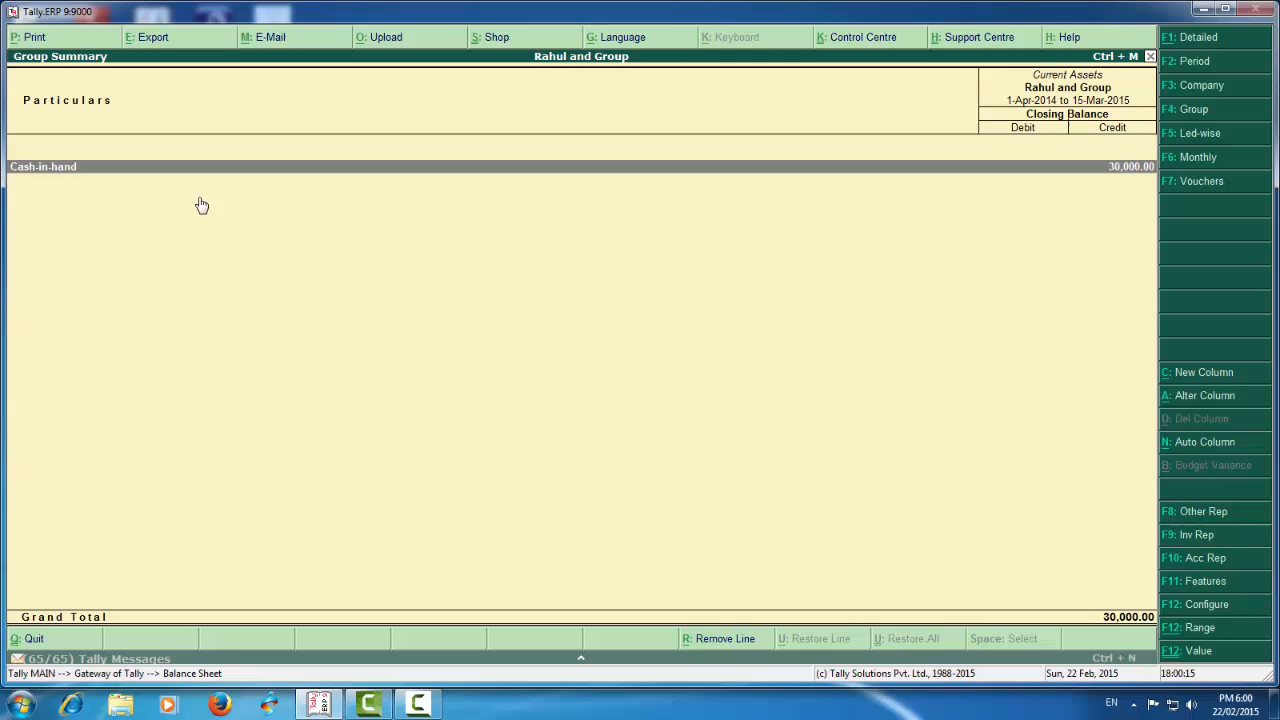 Tally.ERP 9:9000
P: Print E: Export M: E-Mail O: Upload S: Shop G: Language K: Keyboard K: Control Centre H: Support Centre H: Help
Group Summary Rahul and Group Ctrl + M
Particulars
Current Assets
Rahul and Group
1-Apr-2014 to 15-Mar-2015
Closing Balance
Debit Credit
Cash-in-hand 30,000.00
Grand Total 30,000.00
Q: Quit R: Remove Line U: Restore Line U: Restore All Space: Select
(65/65) Tally Messages Ctrl + N
Tally MAIN --> Gateway of Tally --> Balance Sheet (c) Tally Solutions Pvt. Ltd., 1988-2015 Sun, 22 Feb, 2015 18:00:15
F1: Detailed
F2: Period
F3: Company
F4: Group
F5: Led-wise
F6: Monthly
F7: Vouchers
C: New Column
A: Alter Column
D: Del Column
N: Auto Column
B: Budget Variance
F8: Other Rep
F9: Inv Rep
F10: Acc Rep
F11: Features
F12: Configure
F12: Range
F12: Value
Tally ERP 9
EN PM 6:00
22/02/2015